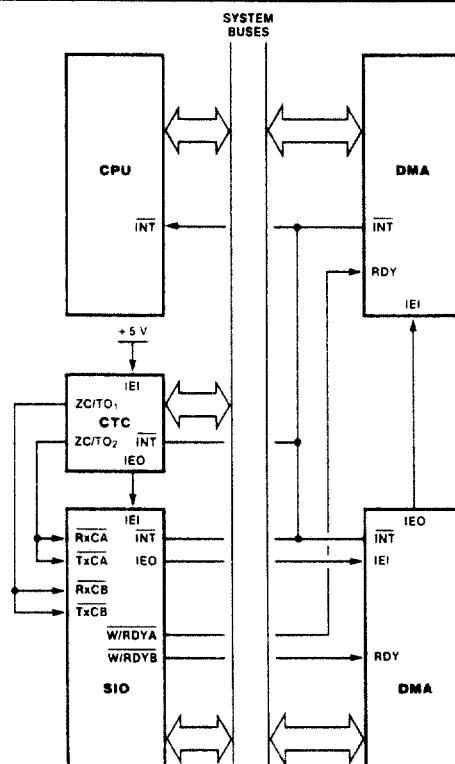 SYSTEM
BUSES
CPU
INT
DMA
INT
RDY
IEI
+ 5 V
IEI
ZC/TO1
CTC
ZC/TO2
INT
IEO
IEI
RxCA
INT
TxCA
IEO
RxCB
TxCB
W/RDYA
W/RDYB
SIO
IEO
INT
IEI
RDY
DMA